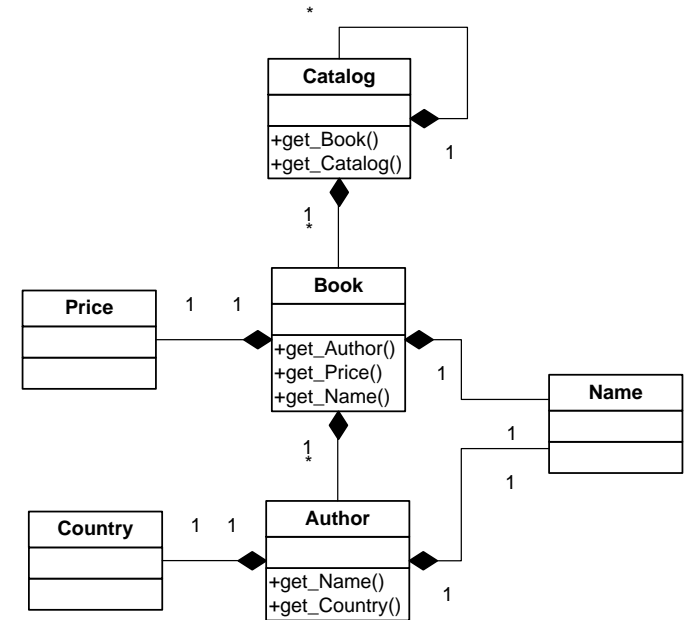 *
Catalog
+get_Book()
+get_Catalog()
1
1
*
Book
Price
1 1
+get_Author()
+get_Price()
+get_Name()
1
Name
1
1
*
1
Author
Country
1 1
+get_Name()
+get_Country()
1